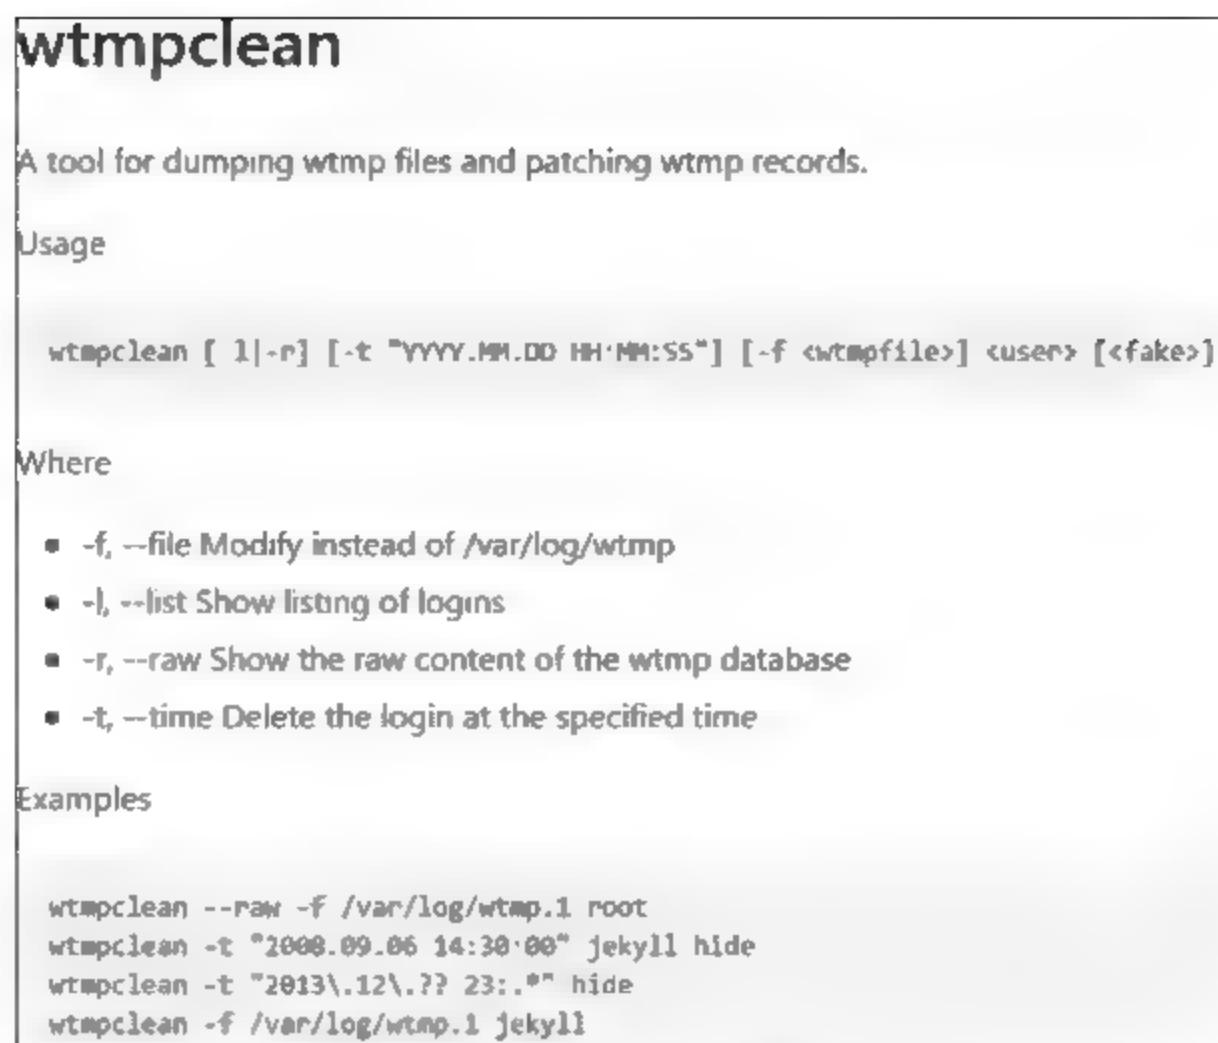 wtmpclean
A tool for dumping wtmp files and patching wtmp records.
Usage
wtmpclean [ l|-r] [-t "YYYY.MM.DD HH:MM:SS"] [-f <wtmpfile>] <user> [<fake>]
Where
-f, --file Modify instead of /var/log/wtmp
-l, --list Show listing of logins
-r, --raw Show the raw content of the wtmp database
-t, --time Delete the login at the specified time
Examples
wtmpclean --raw -f /var/log/wtmp.1 root
wtmpclean -t "2008.09.06 14:30:00" jekyll hide
wtmpclean -t "2013\.12\.?? 23:.*" hide
wtmpclean -f /var/log/wtmp.1 jekyll